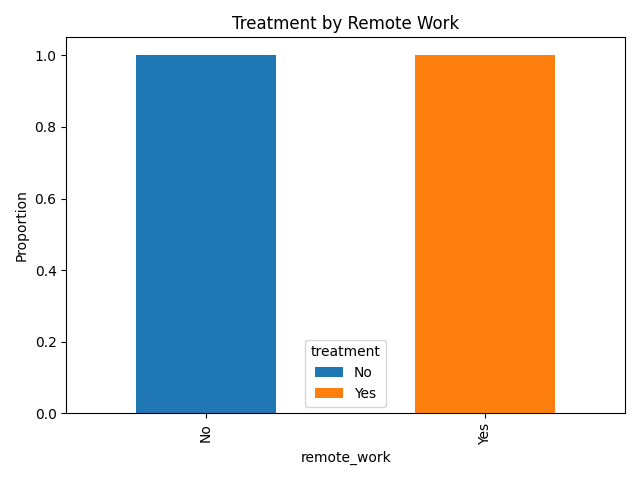 Treatment by Remote Work
Proportion
1.0
0.8
0.6
0.4
0.2
0.0
treatment
No
Yes
No
Yes
remote_work